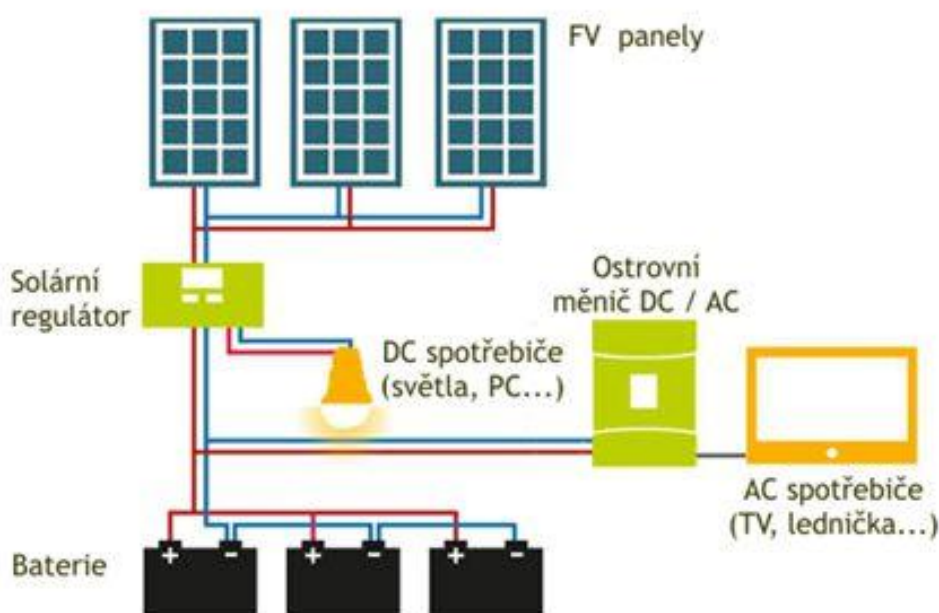 FV panely
Solární
regulátor
Ostrovní
měnič DC / AC
DC spotřebiče
(světla, PC...)
AC spotřebiče
(TV, lednička...)
Baterie
+ - + - + -